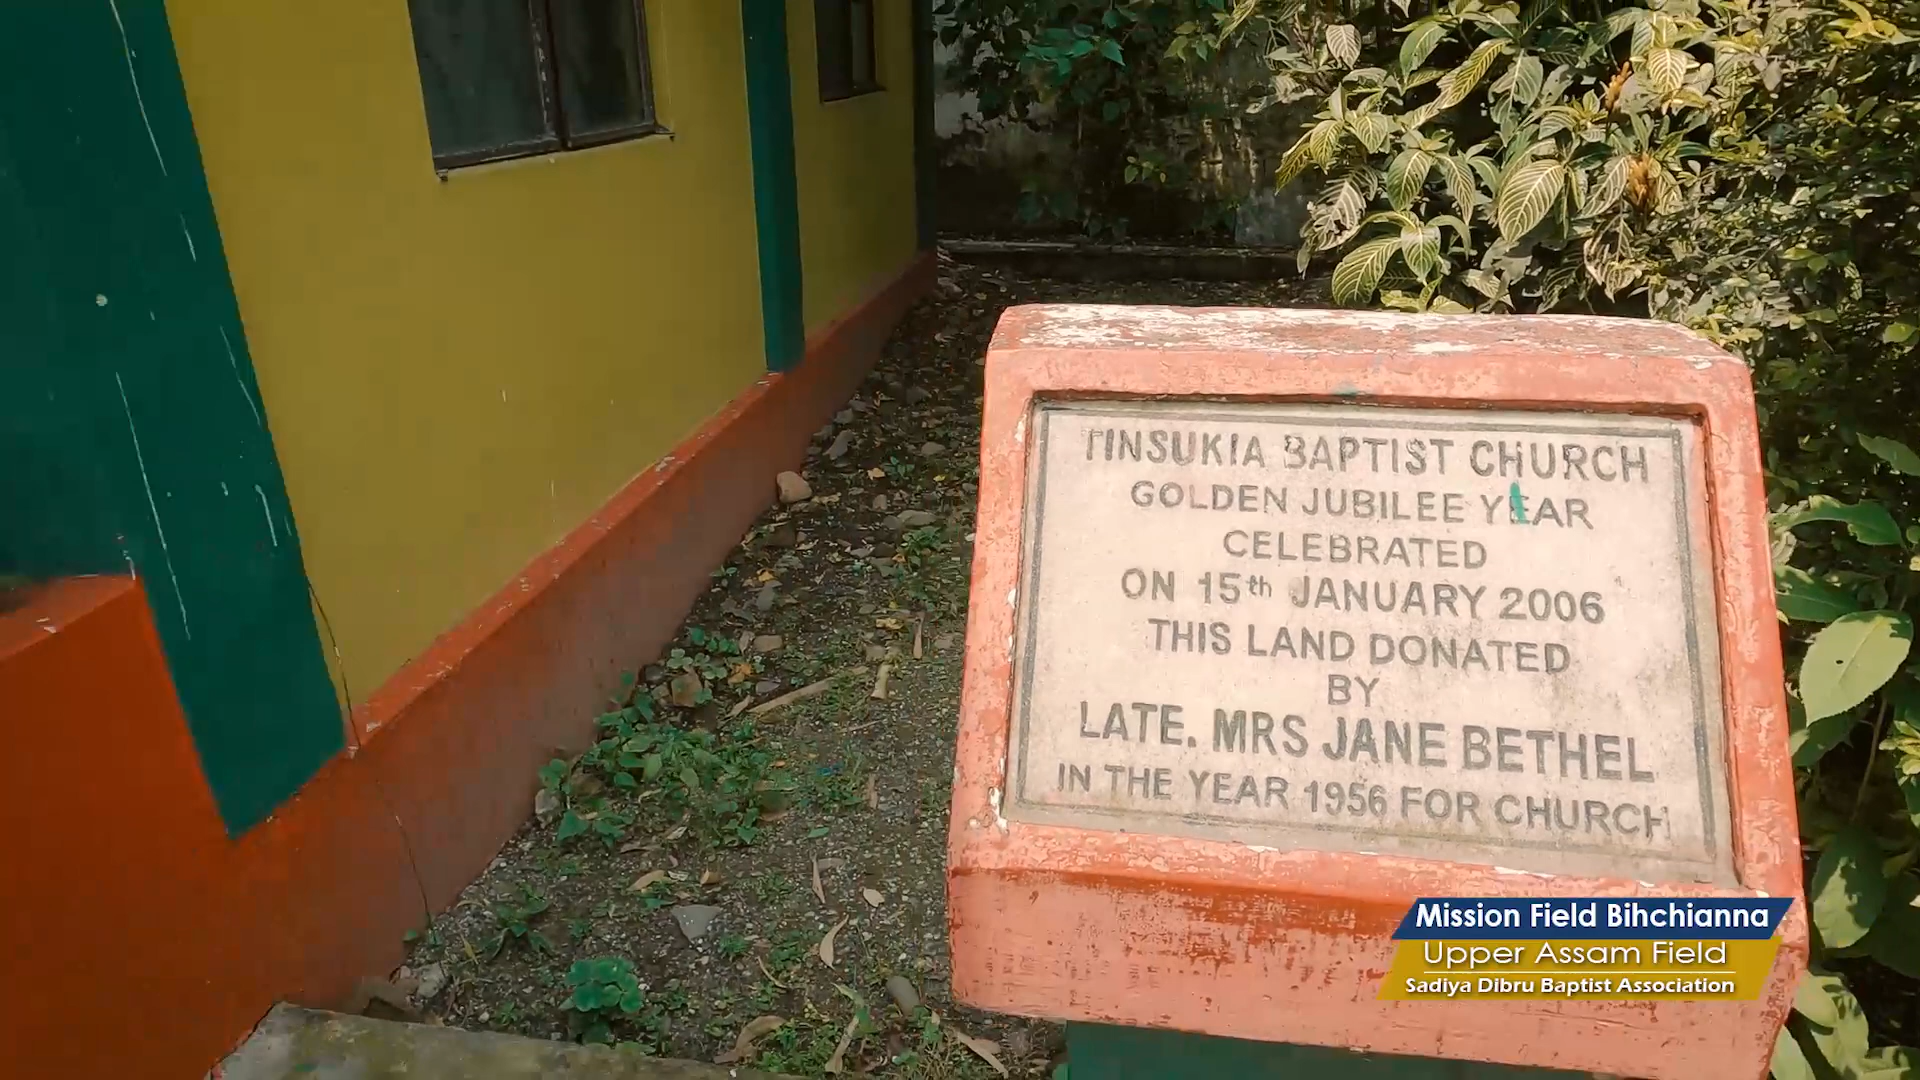 TINSUKIA BAPTIST CHURCH
GOLDEN JUBILEE YEAR
CELEBRATED
ON 15th JANUARY 2006
THIS LAND DONATED
BY
LATE. MRS JANE BETHEL
IN THE YEAR 1956 FOR CHURCH
Mission Field Bihchianna
Upper Assam Field
Sadiya Dibru Baptist Association